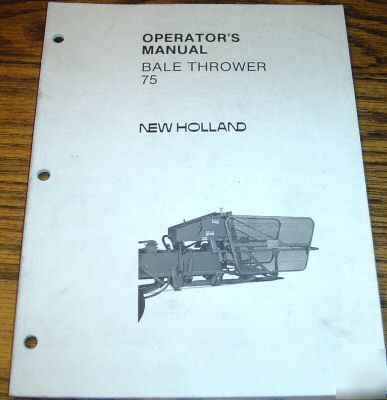 OPERATOR'S
MANUAL
BALE THROWER
75
NEW HOLLAND